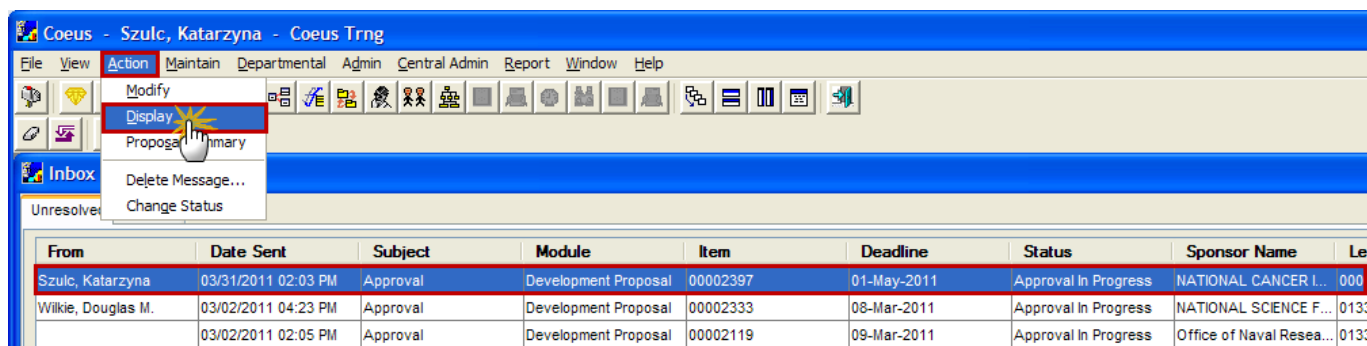 Coeus - Szulc, Katarzyna - Coeus Trng
File View Action Maintain Departmental Admin Central Admin Report Window Help
Modify
Display
Delete Message...
Change Status
Inbox
From Date Sent Subject Module Item Deadline Status Sponsor Name Le
Szulc, Katarzyna 03/31/2011 02:03 PM Approval Development Proposal 00002397 01-May-2011 Approval In Progress NATIONAL CANCER I... 000
Wilkie, Douglas M. 03/02/2011 04:23 PM Approval Development Proposal 00002333 08-Mar-2011 Approval In Progress NATIONAL SCIENCE F... 013
03/02/2011 02:05 PM Approval Development Proposal 00002119 09-Mar-2011 Approval In Progress Office of Naval Resea... 013